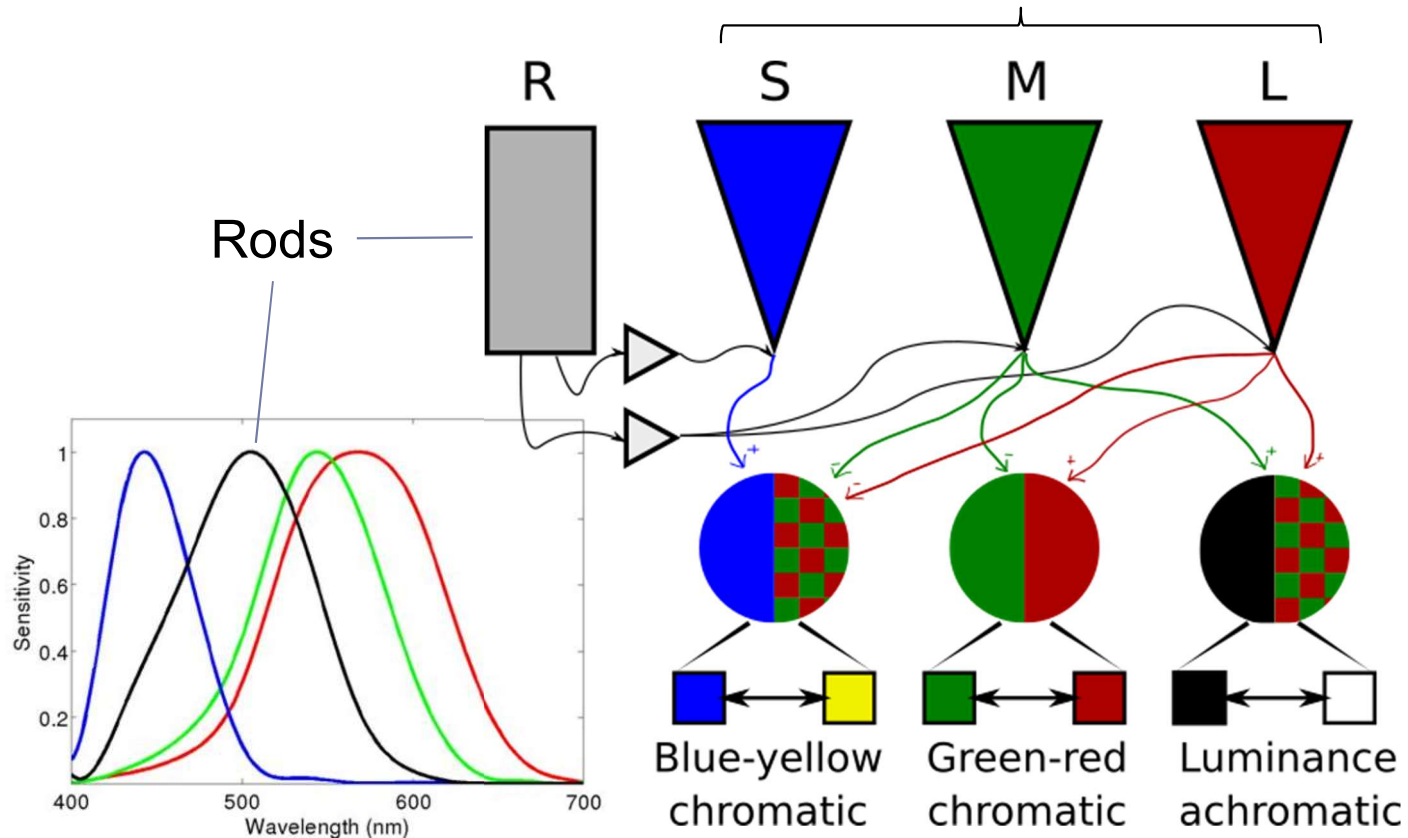 R
S
M
L
Rods
+
-
-
-
+
+
+
1
0.8
0.6
0.4
0.2
Sensitivity
400
500
600
700
Wavelength (nm)
Blue-yellow
chromatic
Green-red
chromatic
Luminance
achromatic